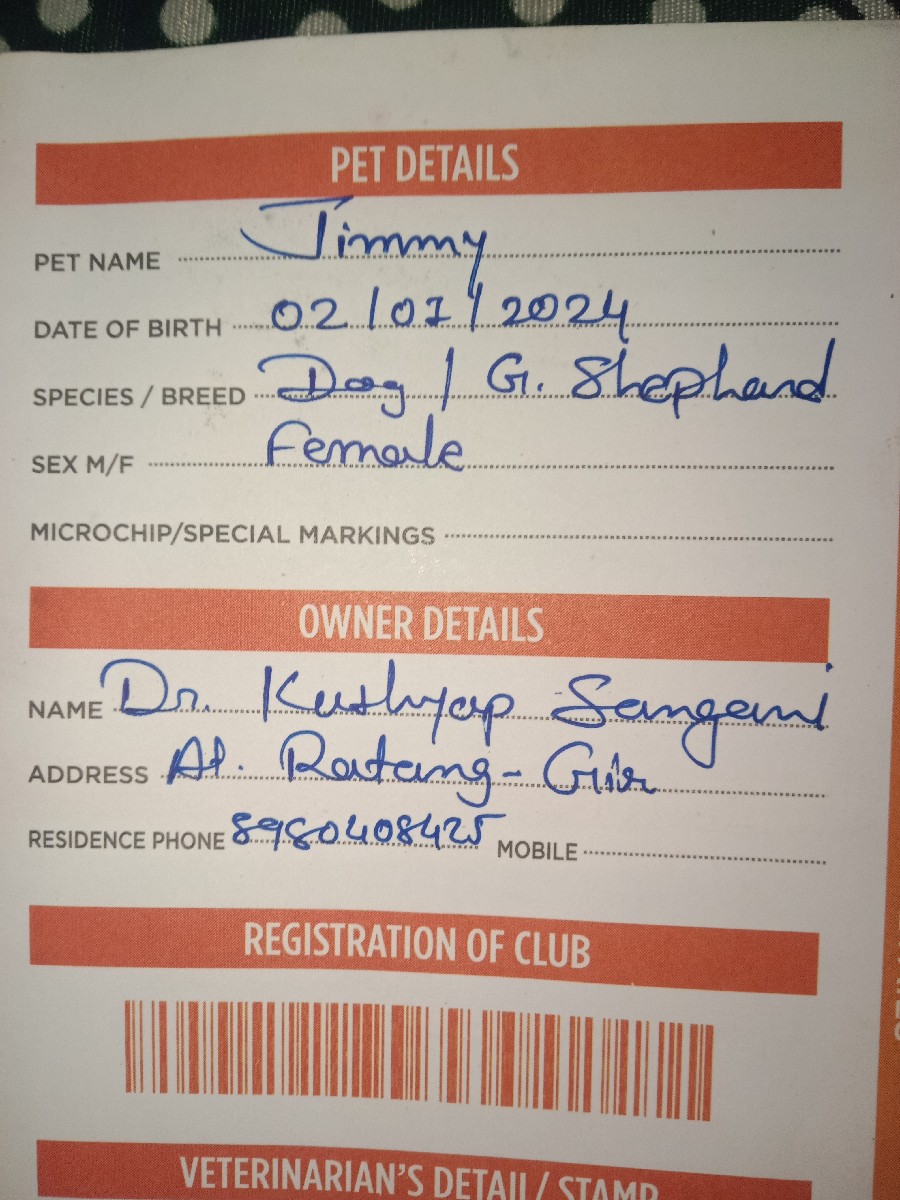 PET DETAILS
PET NAME Jimmy
DATE OF BIRTH 02/01/2024
SPECIES / BREED Dog / G. Shephard
SEX M/F Female
MICROCHIP/SPECIAL MARKINGS
OWNER DETAILS
NAME Dr. Kashyap Sangani
ADDRESS At. Ratang - Gir
RESIDENCE PHONE 8980408425 MOBILE
REGISTRATION OF CLUB
VETERINARIAN'S DETAIL / STAMP